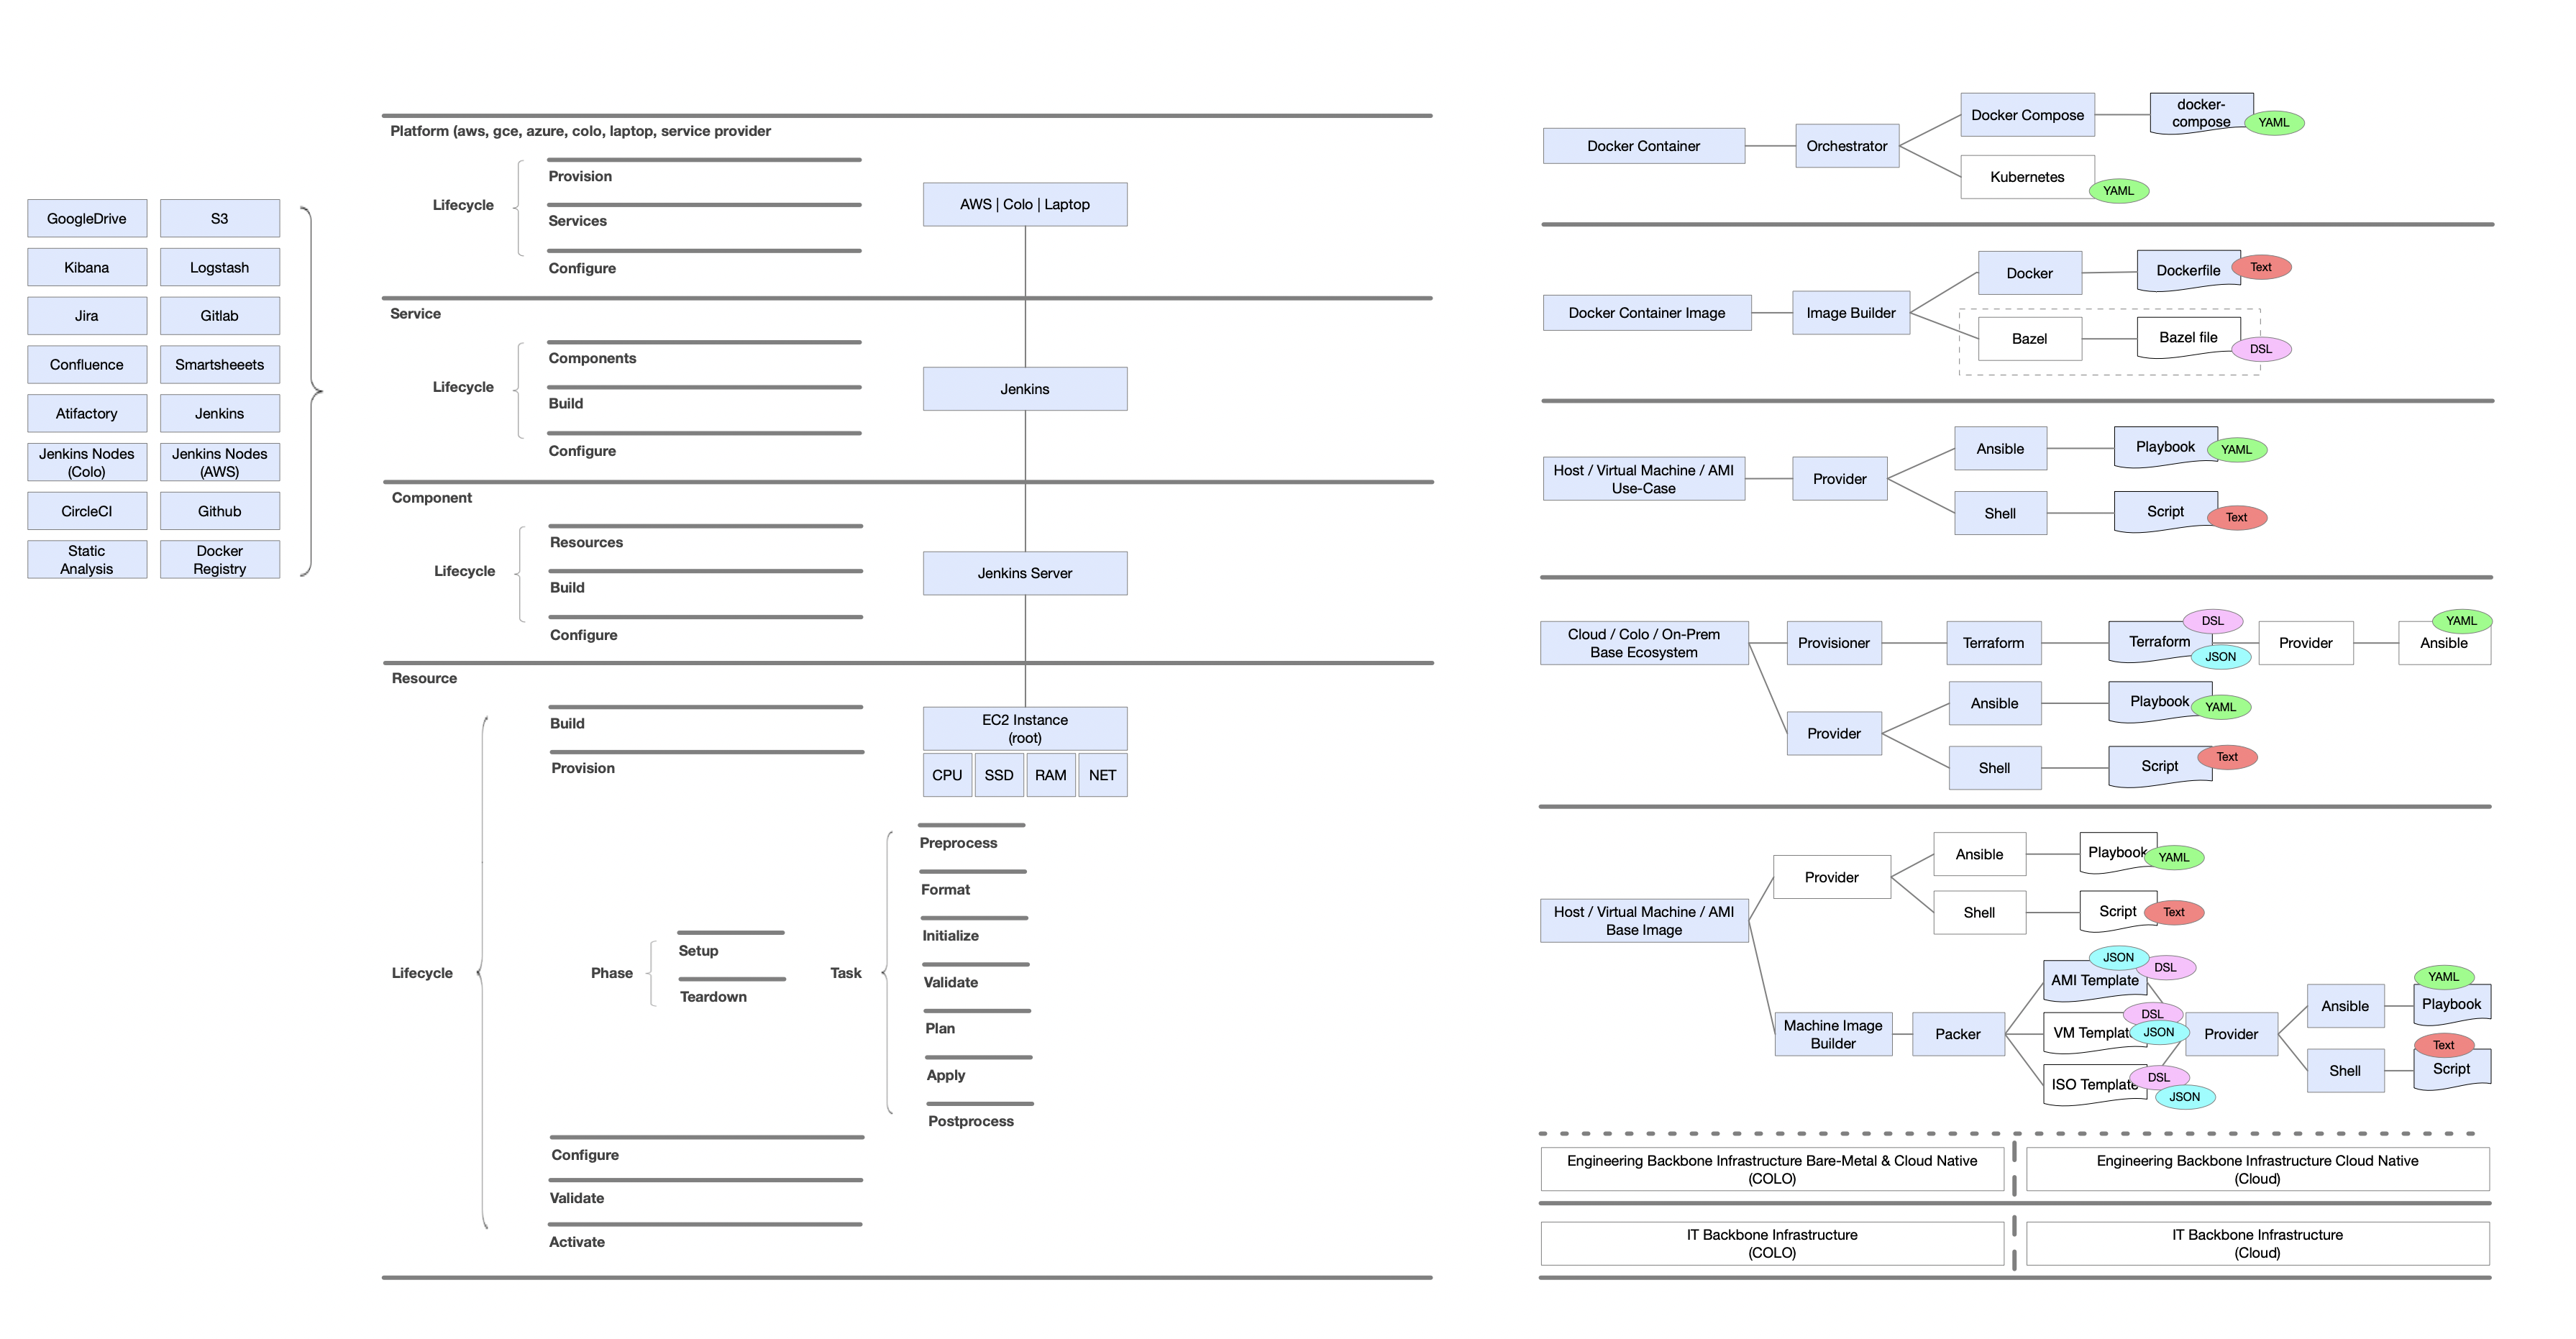 GoogleDrive
S3
Kibana
Logstash
Jira
Gitlab
Confluence
Smartsheeets
Atifactory
Jenkins
Jenkins Nodes
(Colo)
Jenkins Nodes
(AWS)
CircleCI
Github
Static
Analysis
Docker
Registry
Platform (aws, gce, azure, colo, laptop, service provider
Lifecycle
Provision
Services
Configure
AWS | Colo | Laptop
Service
Lifecycle
Components
Build
Configure
Jenkins
Component
Lifecycle
Resources
Build
Configure
Jenkins Server
Resource
Lifecycle
Build
Provision
EC2 Instance
(root)
CPU
SSD
RAM
NET
Phase
Setup
Teardown
Task
Preprocess
Format
Initialize
Validate
Plan
Apply
Postprocess
Configure
Validate
Activate
Docker Container
Orchestrator
Docker Compose
docker-
compose
YAML
Kubernetes
YAML
Docker Container Image
Image Builder
Docker
Dockerfile
Text
Bazel
Bazel file
DSL
Host / Virtual Machine / AMI
Use-Case
Provider
Ansible
Playbook
YAML
Shell
Script
Text
Cloud / Colo / On-Prem
Base Ecosystem
Provisioner
Terraform
Terraform
DSL
JSON
Provider
Ansible
YAML
Provider
Ansible
Playbook
YAML
Shell
Script
Text
Host / Virtual Machine / AMI
Base Image
Provider
Ansible
Playbook
YAML
Shell
Script
Text
Machine Image
Builder
Packer
AMI Template
JSON
DSL
VM Template
DSL
JSON
ISO Template
DSL
JSON
Provider
Ansible
Playbook
YAML
Shell
Script
Text
Engineering Backbone Infrastructure Bare-Metal & Cloud Native
(COLO)
Engineering Backbone Infrastructure Cloud Native
(Cloud)
IT Backbone Infrastructure
(COLO)
IT Backbone Infrastructure
(Cloud)